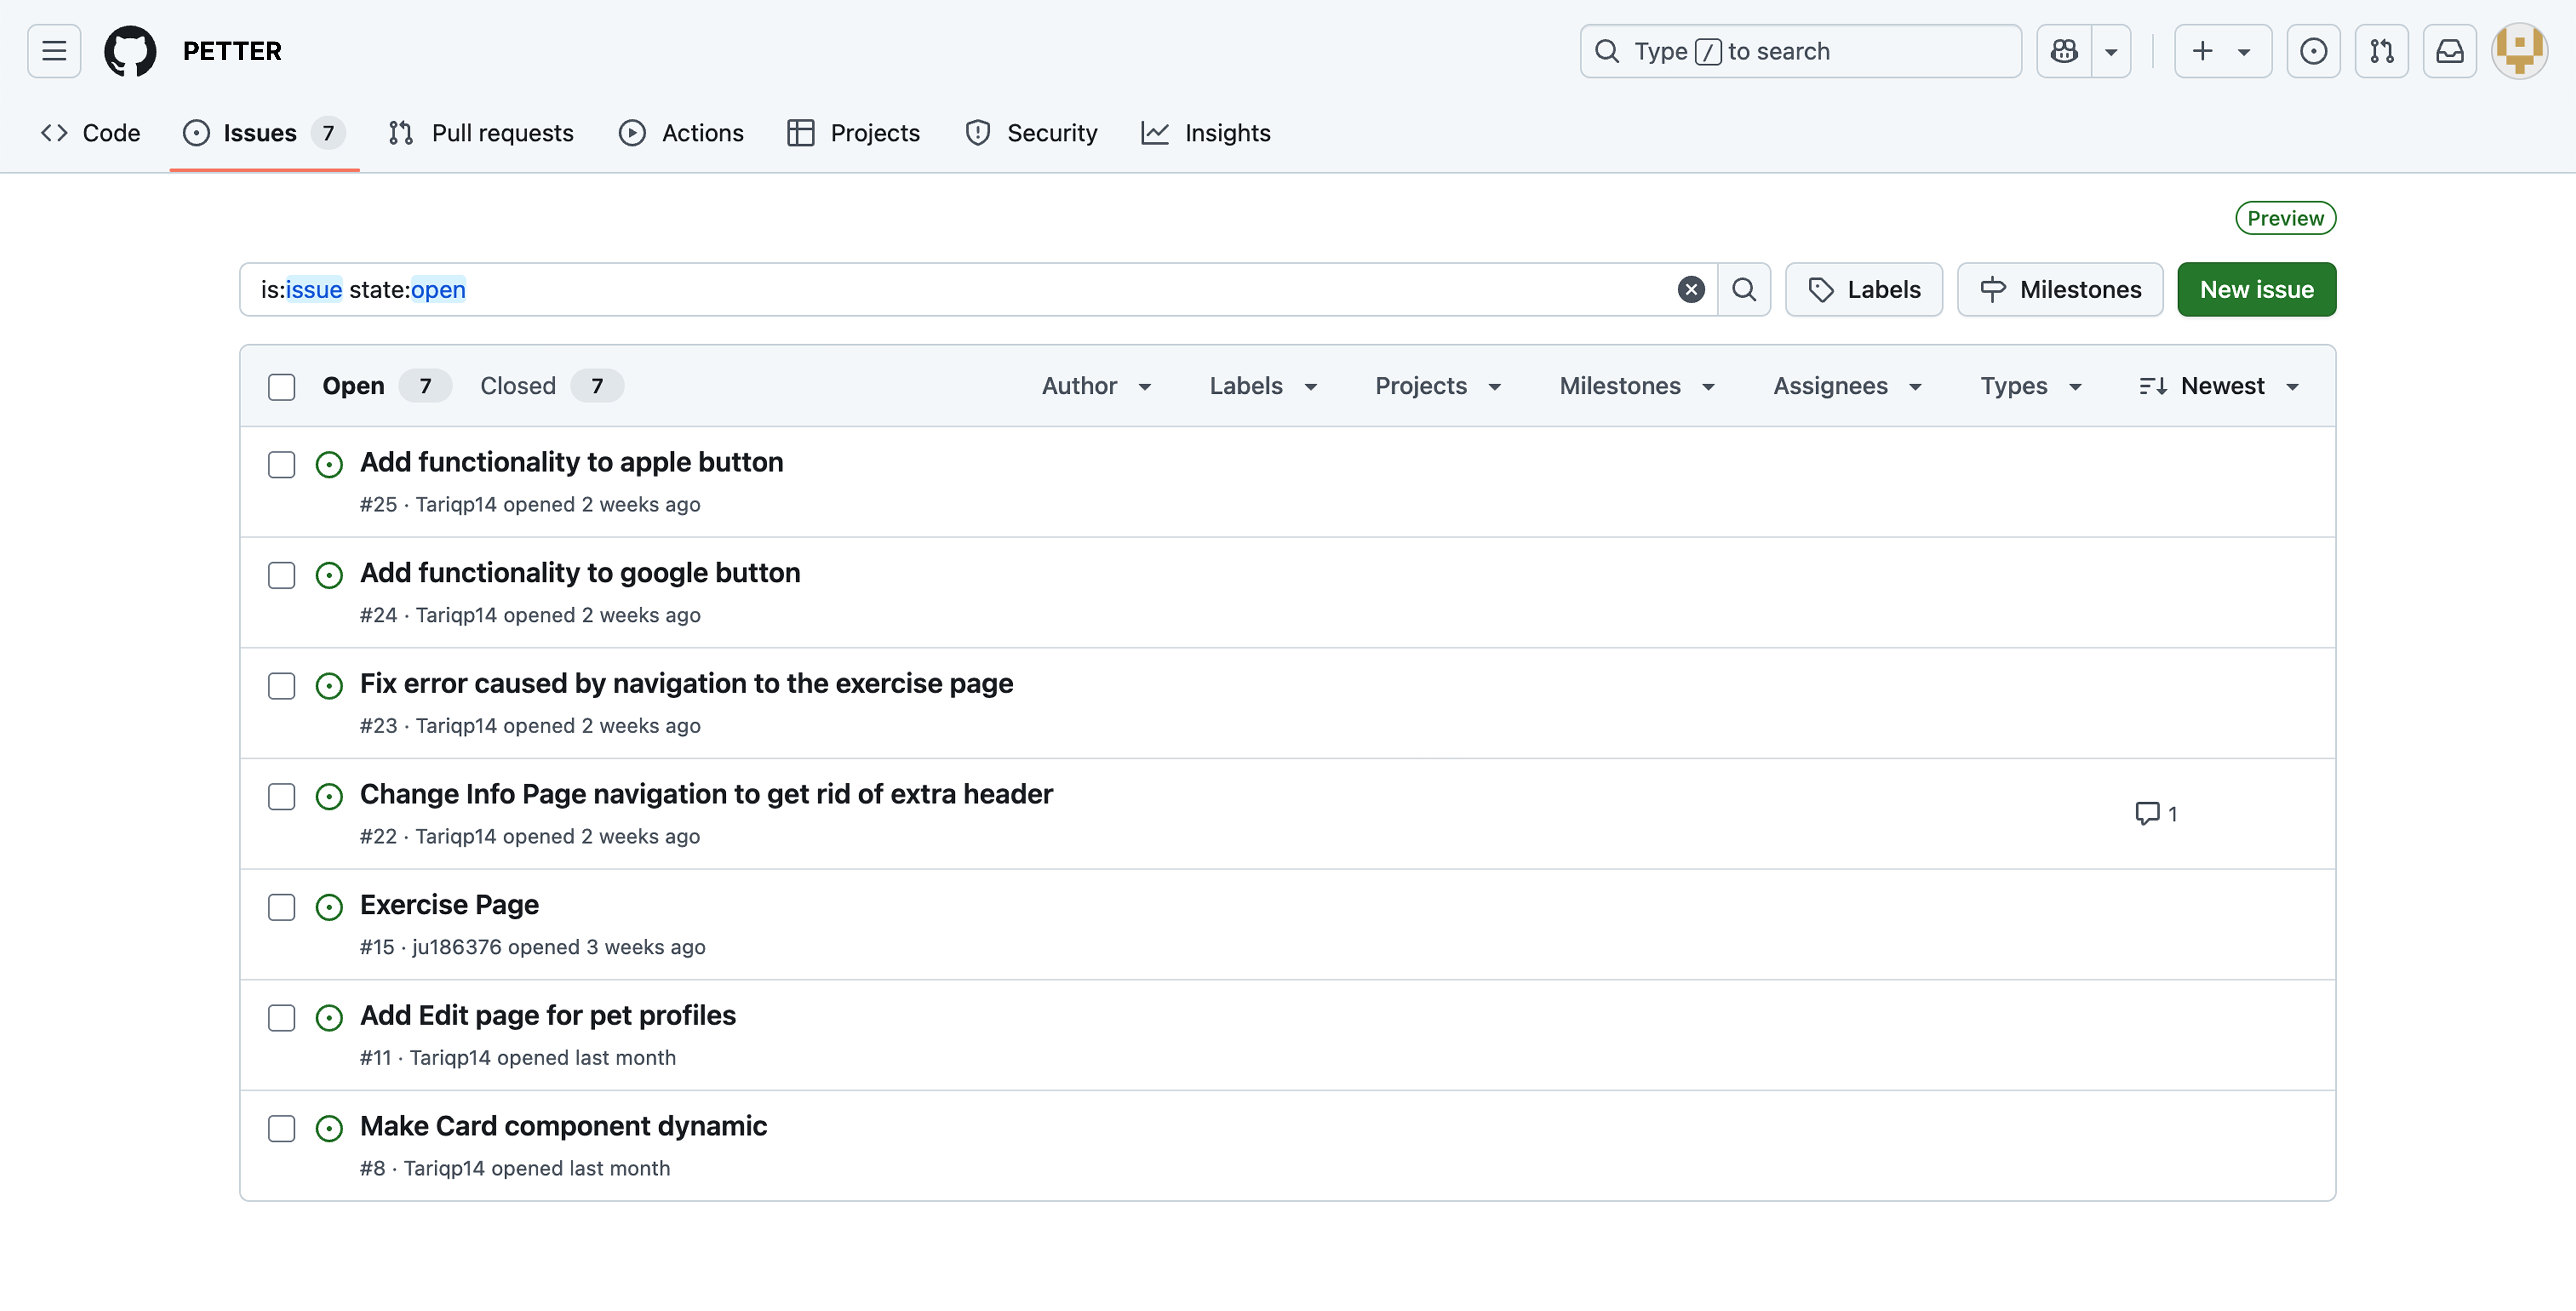 PETTER
Type / to search
Code
Issues 7
Pull requests
Actions
Projects
Security
Insights
Preview
is:issue state:open
Labels
Milestones
New issue
Open 7
Closed 7
Author
Labels
Projects
Milestones
Assignees
Types
Newest
Add functionality to apple button
#25 · Tariqp14 opened 2 weeks ago
Add functionality to google button
#24 · Tariqp14 opened 2 weeks ago
Fix error caused by navigation to the exercise page
#23 · Tariqp14 opened 2 weeks ago
Change Info Page navigation to get rid of extra header
#22 · Tariqp14 opened 2 weeks ago
1
Exercise Page
#15 · ju186376 opened 3 weeks ago
Add Edit page for pet profiles
#11 · Tariqp14 opened last month
Make Card component dynamic
#8 · Tariqp14 opened last month